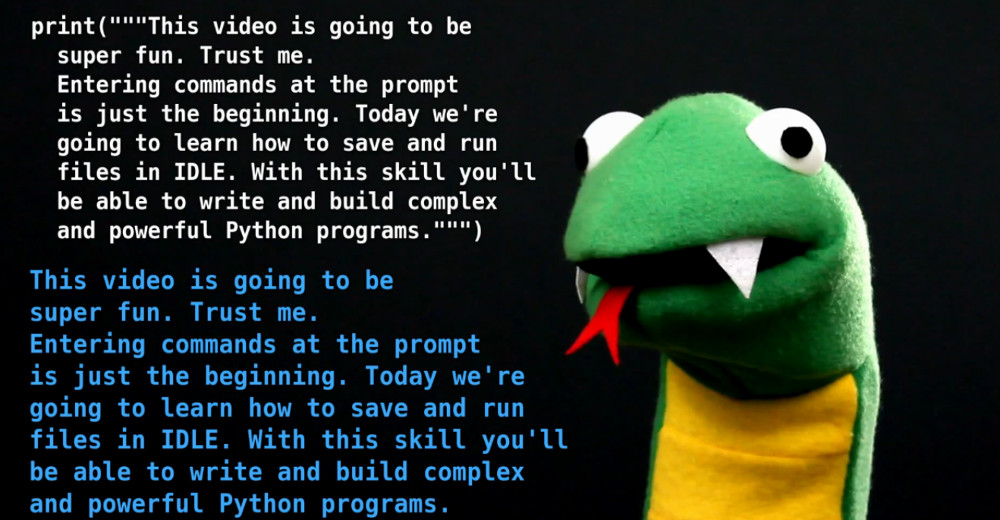 print("""This video is going to be
super fun. Trust me.
Entering commands at the prompt
is just the beginning. Today we're
going to learn how to save and run
files in IDLE. With this skill you'll
be able to write and build complex
and powerful Python programs.""")
This video is going to be
super fun. Trust me.
Entering commands at the prompt
is just the beginning. Today we're
going to learn how to save and run
files in IDLE. With this skill you'll
be able to write and build complex
and powerful Python programs.